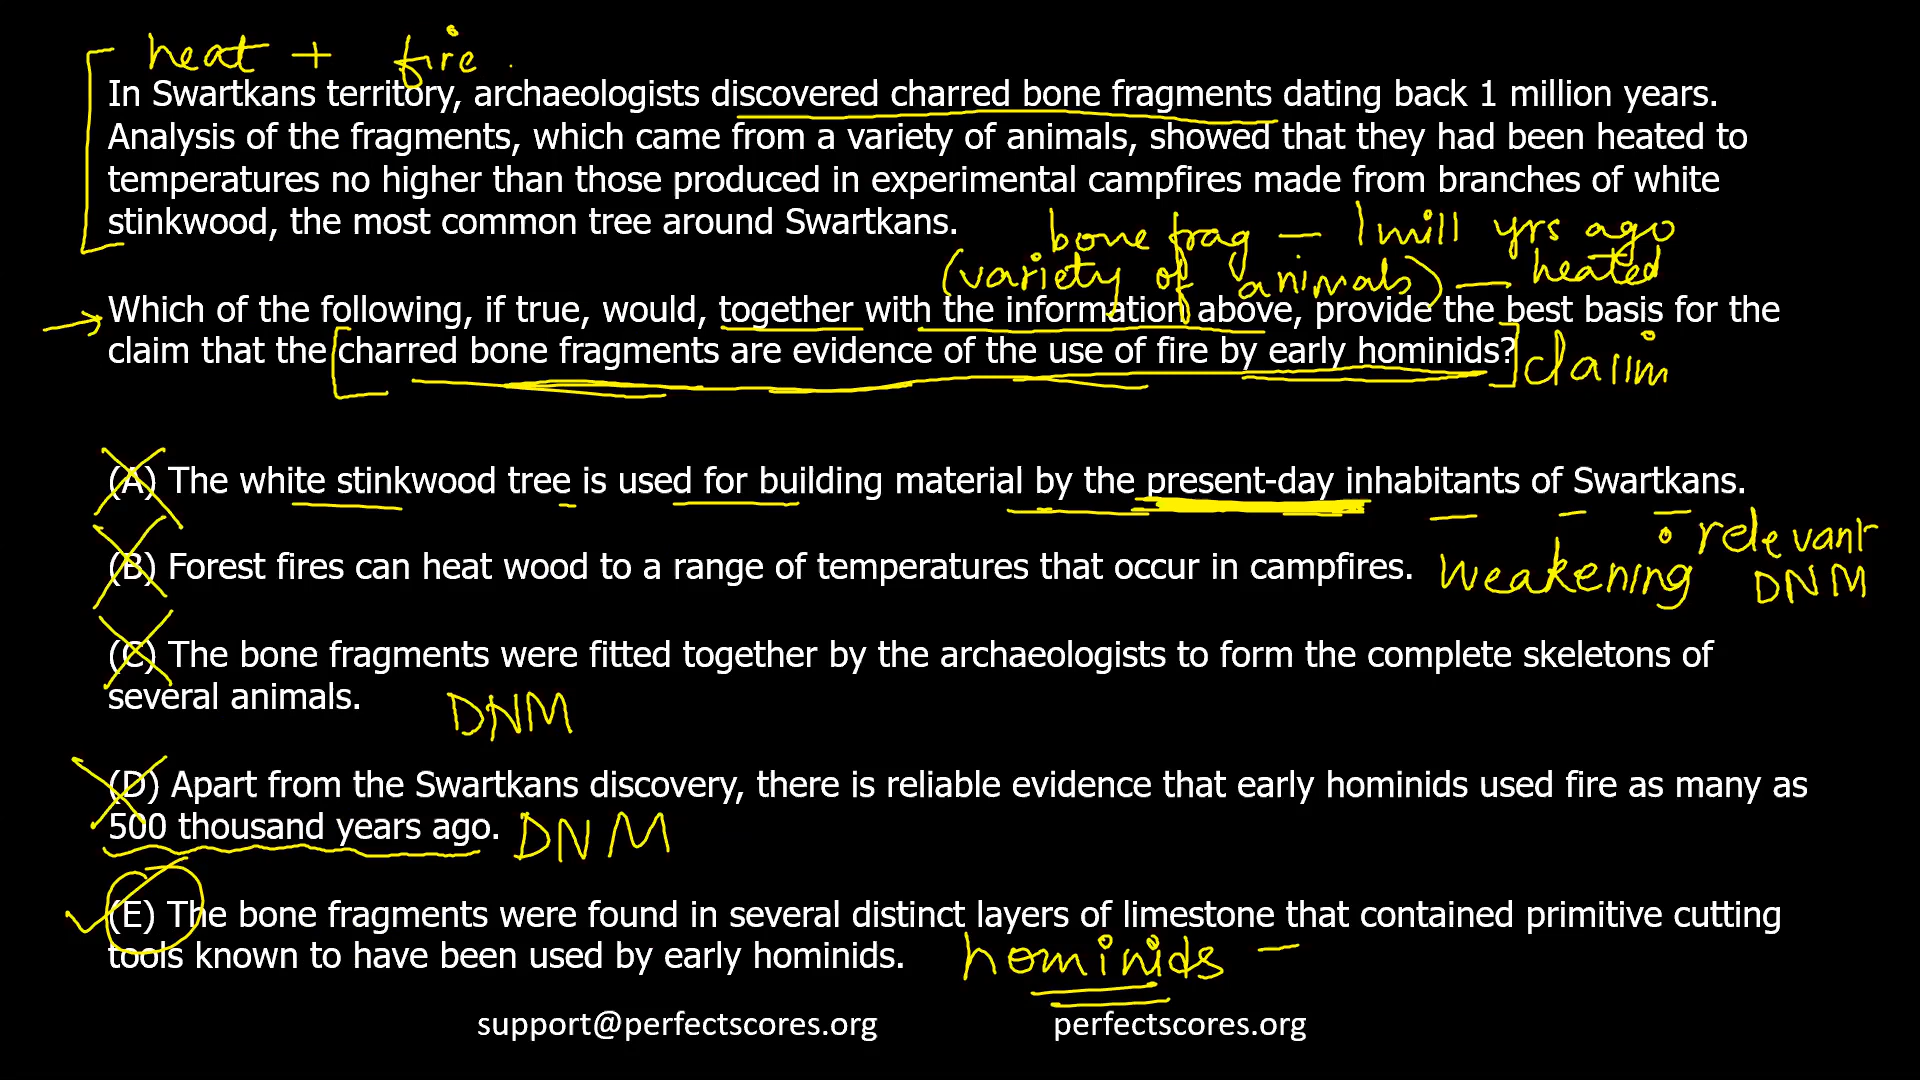 heat + fire
In Swartkans territory, archaeologists discovered charred bone fragments dating back 1 million years.
Analysis of the fragments, which came from a variety of animals, showed that they had been heated to
temperatures no higher than those produced in experimental campfires made from branches of white
stinkwood, the most common tree around Swartkans.
bone frag — 1 mill yrs ago
(variety of animals) — heated
Which of the following, if true, would, together with the information above, provide the best basis for the
claim that the [charred bone fragments are evidence of the use of fire by early hominids?] claim
(A) The white stinkwood tree is used for building material by the present-day inhabitants of Swartkans.
(B) Forest fires can heat wood to a range of temperatures that occur in campfires. weakening
• relevant
DNM
(C) The bone fragments were fitted together by the archaeologists to form the complete skeletons of
several animals. DNM
(D) Apart from the Swartkans discovery, there is reliable evidence that early hominids used fire as many as
500 thousand years ago. DNM
(E) The bone fragments were found in several distinct layers of limestone that contained primitive cutting
tools known to have been used by early hominids. hominids —
support@perfectscores.org perfectscores.org